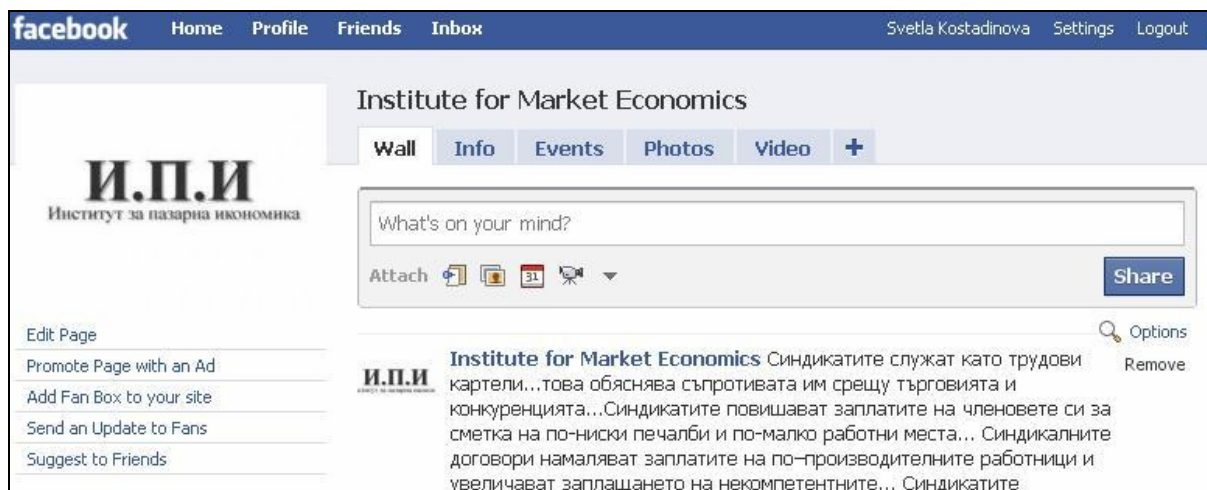 facebook Home Profile Friends Inbox Svetla Kostadinova Settings Logout
Institute for Market Economics
Wall Info Events Photos Video +
И.П.И
Институт за пазарна икономика
What's on your mind?
Attach 31 Share
Edit Page
Promote Page with an Ad
Add Fan Box to your site
Send an Update to Fans
Suggest to Friends
Options
Remove
И.П.И
Institute for Market Economics Синдикатите служат като трудови
картели...това обяснява съпротивата им срещу търговията и
конкуренцията...Синдикатите повишават заплатите на членовете си за
сметка на по-ниски печалби и по-малко работни места... Синдикалните
договори намаляват заплатите на по–производителните работници и
увеличават заплащането на некомпетентните... Синдикатите